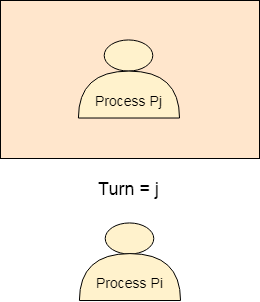 Process Pj
Turn = j
Process Pi